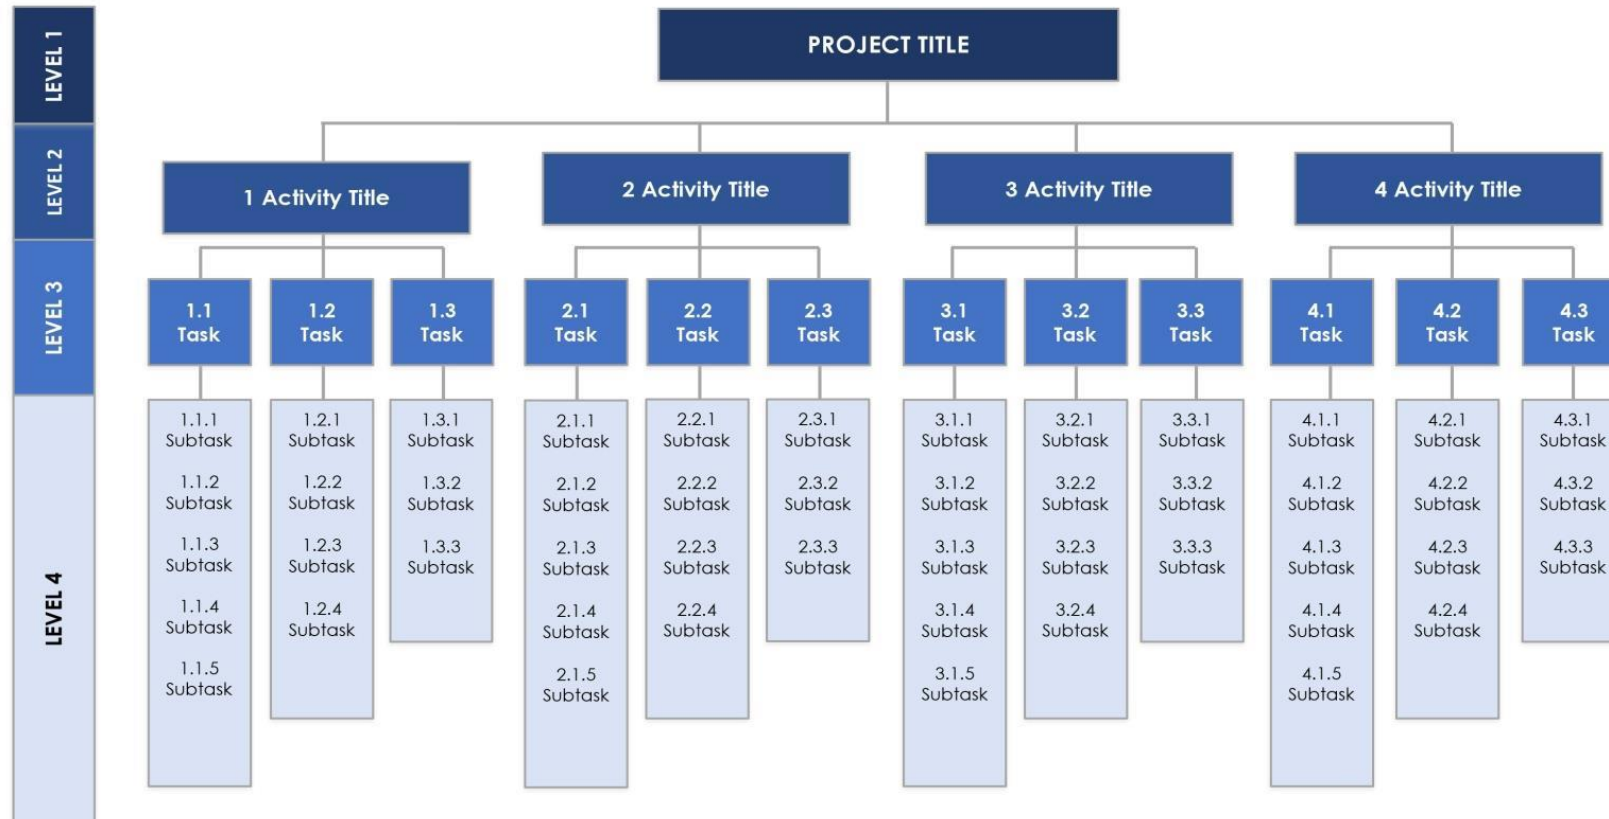 LEVEL 1
PROJECT TITLE
LEVEL 2
1 Activity Title
2 Activity Title
3 Activity Title
4 Activity Title
LEVEL 3
1.1
Task
1.2
Task
1.3
Task
2.1
Task
2.2
Task
2.3
Task
3.1
Task
3.2
Task
3.3
Task
4.1
Task
4.2
Task
4.3
Task
LEVEL 4
1.1.1
Subtask
1.1.2
Subtask
1.1.3
Subtask
1.1.4
Subtask
1.1.5
Subtask
1.2.1
Subtask
1.2.2
Subtask
1.2.3
Subtask
1.2.4
Subtask
1.3.1
Subtask
1.3.2
Subtask
1.3.3
Subtask
2.1.1
Subtask
2.1.2
Subtask
2.1.3
Subtask
2.1.4
Subtask
2.1.5
Subtask
2.2.1
Subtask
2.2.2
Subtask
2.2.3
Subtask
2.2.4
Subtask
2.3.1
Subtask
2.3.2
Subtask
2.3.3
Subtask
3.1.1
Subtask
3.1.2
Subtask
3.1.3
Subtask
3.1.4
Subtask
3.1.5
Subtask
3.2.1
Subtask
3.2.2
Subtask
3.2.3
Subtask
3.2.4
Subtask
3.3.1
Subtask
3.3.2
Subtask
3.3.3
Subtask
4.1.1
Subtask
4.1.2
Subtask
4.1.3
Subtask
4.1.4
Subtask
4.1.5
Subtask
4.2.1
Subtask
4.2.2
Subtask
4.2.3
Subtask
4.2.4
Subtask
4.3.1
Subtask
4.3.2
Subtask
4.3.3
Subtask